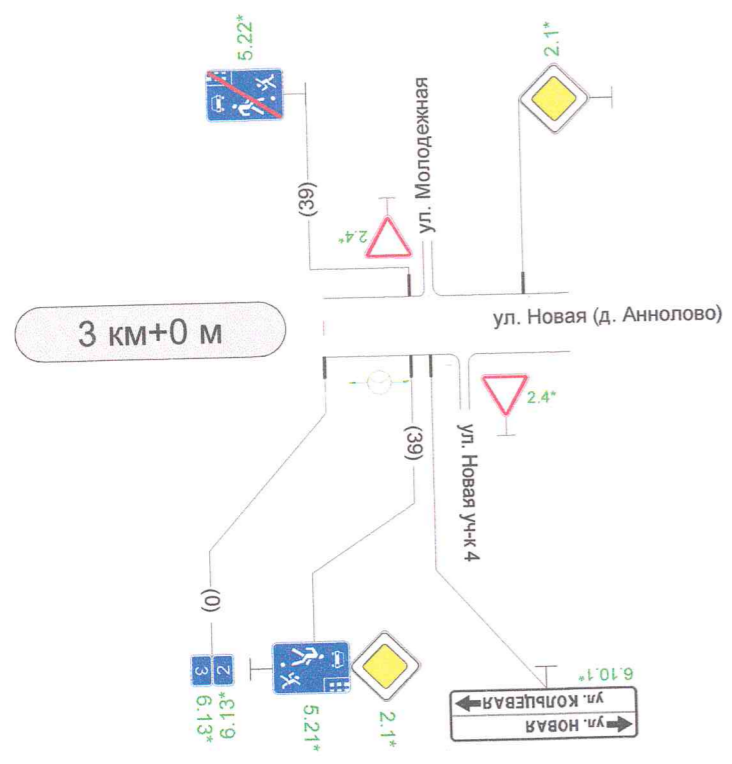 5.22*
2.1*
(39)
2.4*
ул. Молодежная
3 км+0 м
ул. Новая (д. Аннолово)
2.4*
(39)
ул. Новая уч-к 4
(0)
3 2
6.13*
6.13*
5.21*
2.1*
6.10.1*
ул. НОВАЯ
ул. КОЛЬЦЕВАЯ